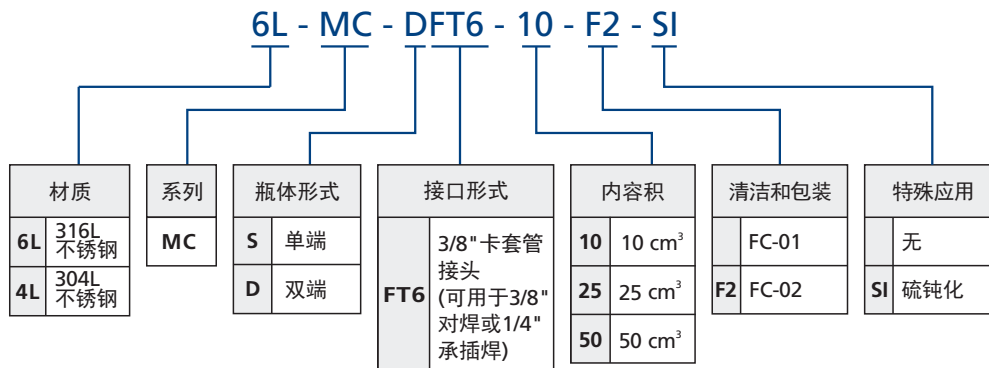 6L - MC - DFT6 - 10 - F2 - SI
材质
6L 316L
不锈钢
4L 304L
不锈钢
系列
MC
瓶体形式
S 单端
D 双端
接口形式
FT6
3/8"卡套管
接头
(可用于3/8"
对焊或1/4"
承插焊)
内容积
10 10 cm³
25 25 cm³
50 50 cm³
清洁和包装
FC-01
F2 FC-02
特殊应用
无
SI 硫钝化